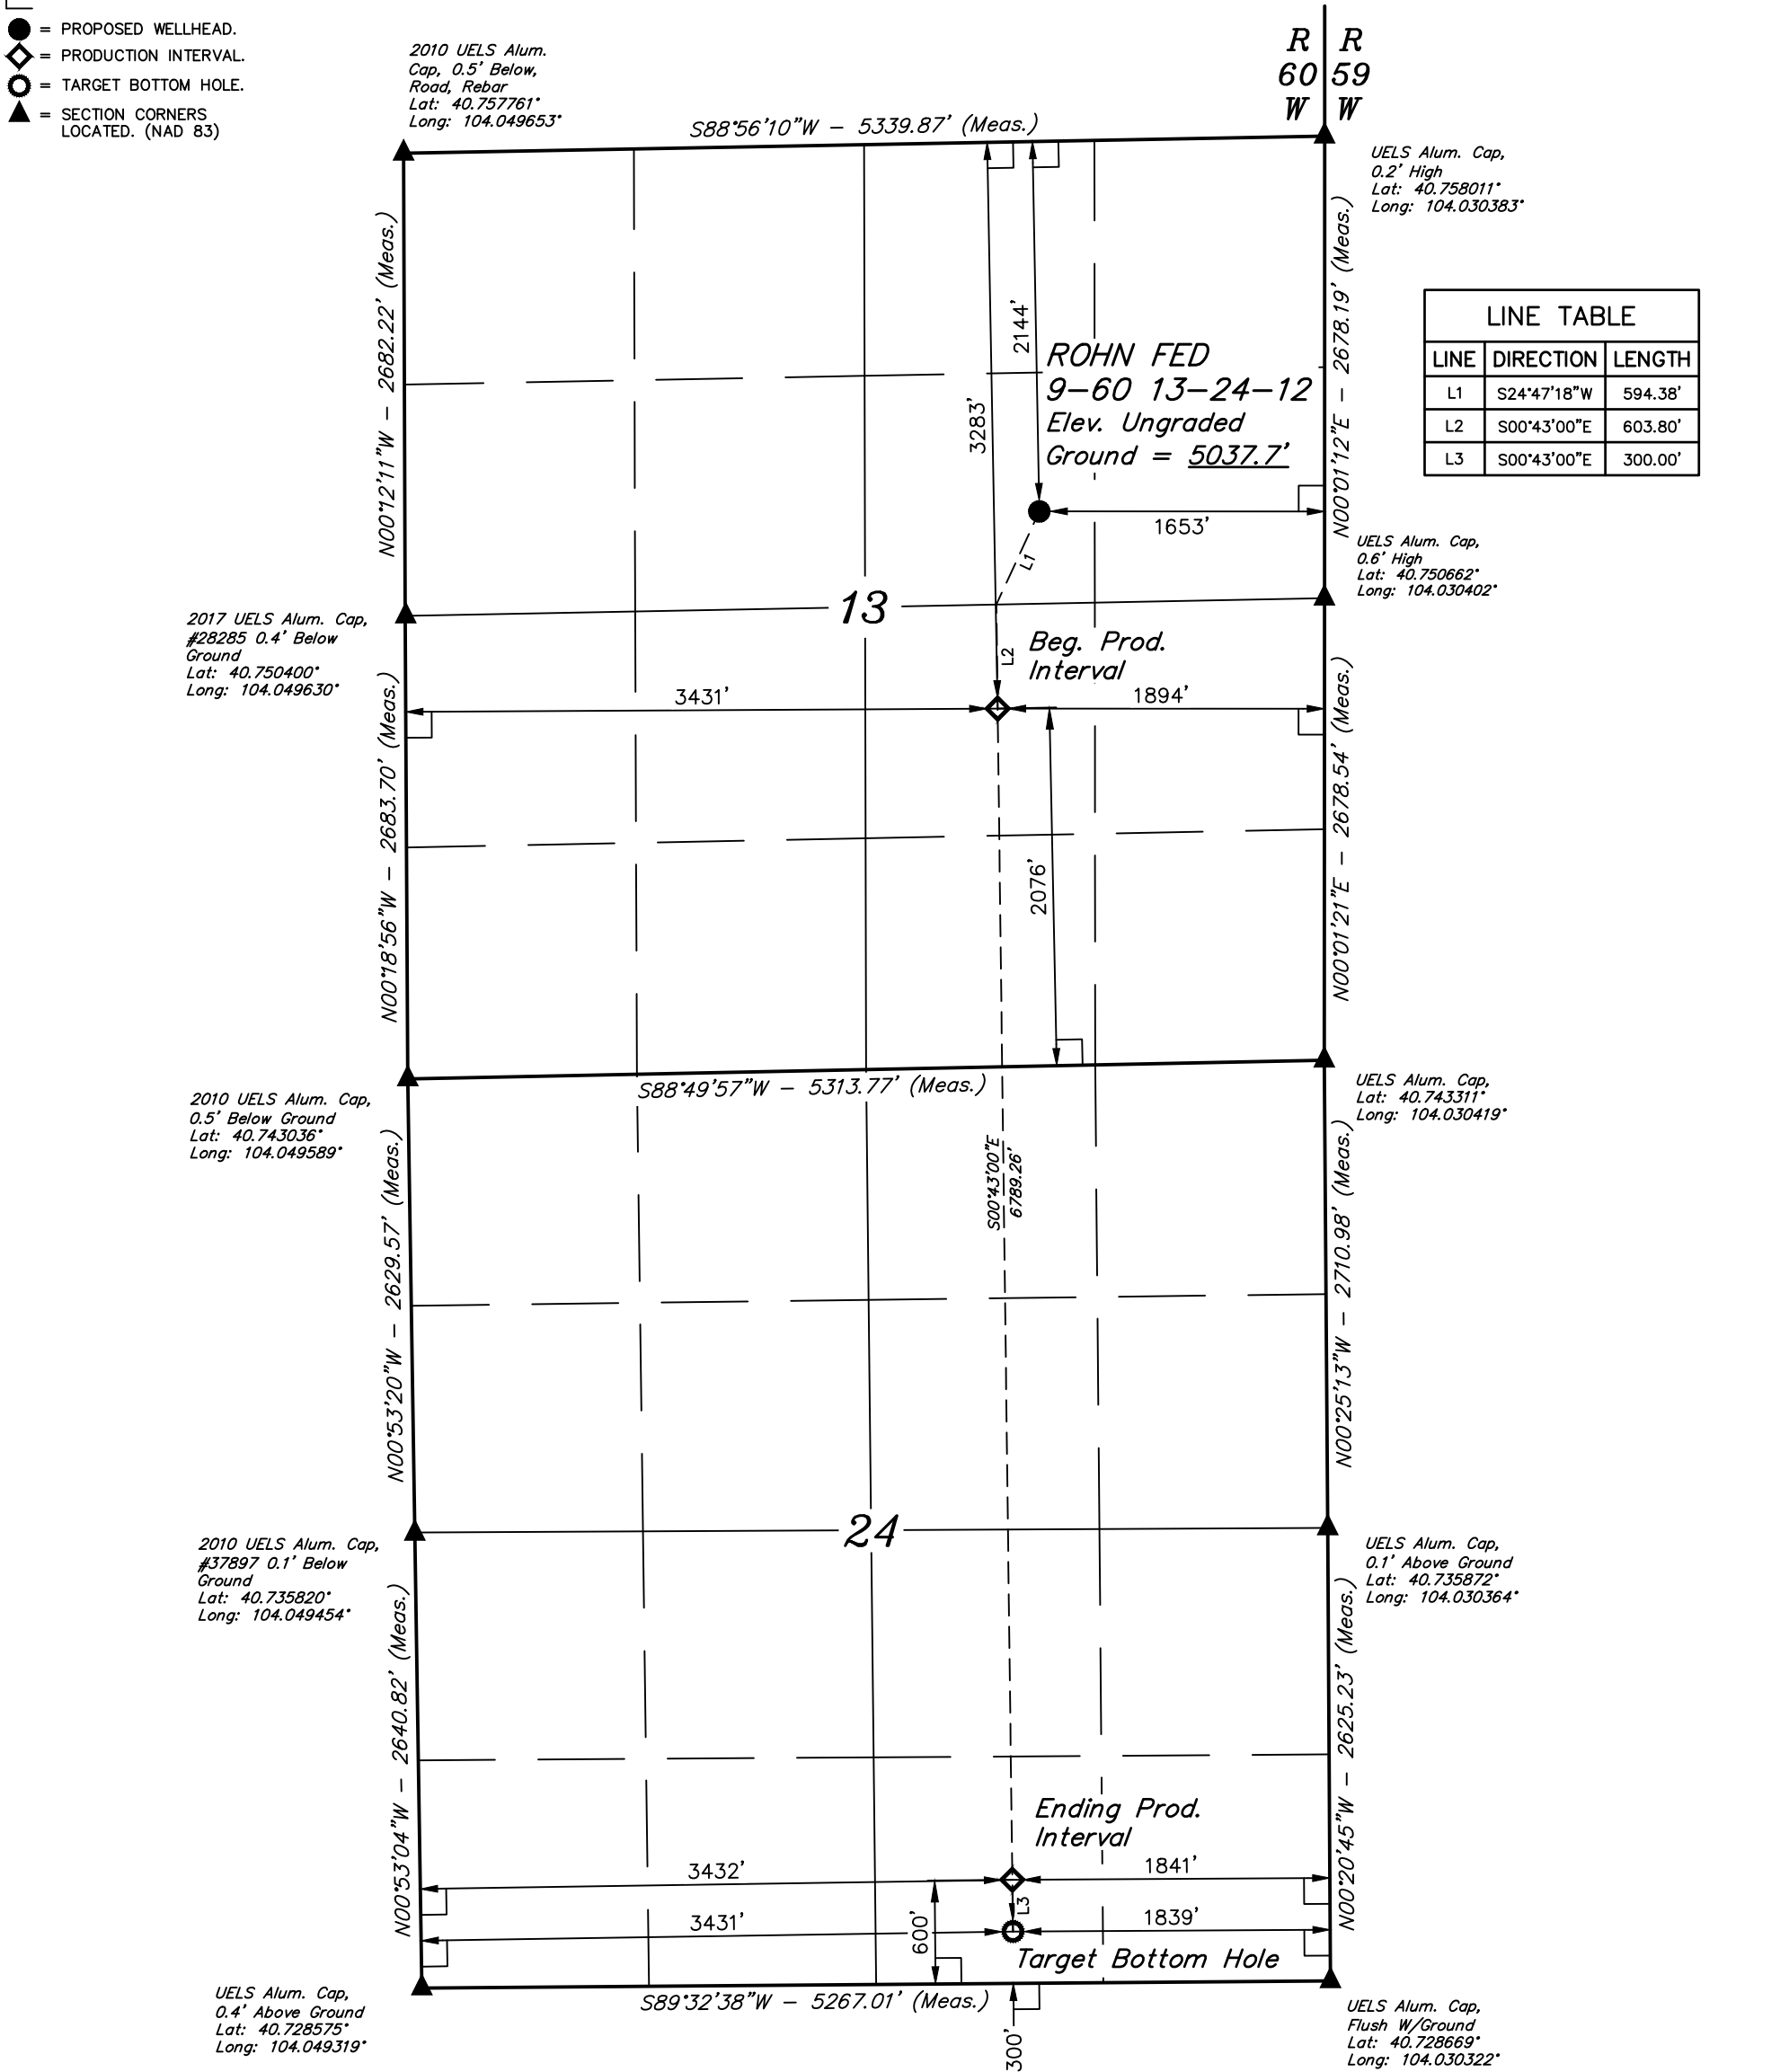 = PROPOSED WELLHEAD.
= PRODUCTION INTERVAL.
= TARGET BOTTOM HOLE.
= SECTION CORNERS
LOCATED. (NAD 83)
2010 UELS Alum.
Cap, 0.5' Below,
Road, Rebar
Lat: 40.757761°
Long: 104.049653°
S88°56'10"W - 5339.87' (Meas.)
R R
60 59
W W
UELS Alum. Cap,
0.2' High
Lat: 40.758011°
Long: 104.030383°
N00°12'11"W - 2682.22' (Meas.)
N00°01'12"E - 2678.19' (Meas.)
LINE TABLE
LINE DIRECTION LENGTH
L1 S24°47'18"W 594.38'
L2 S00°43'00"E 603.80'
L3 S00°43'00"E 300.00'
2144'
3283'
ROHN FED
9-60 13-24-12
Elev. Ungraded
Ground = 5037.7'
1653'
L1
UELS Alum. Cap,
0.6' High
Lat: 40.750662°
Long: 104.030402°
13
2017 UELS Alum. Cap,
#28285 0.4' Below
Ground
Lat: 40.750400°
Long: 104.049630°
L2
Beg. Prod.
Interval
3431'
1894'
N00°18'56"W - 2683.70' (Meas.)
N00°01'21"E - 2678.54' (Meas.)
2076'
S88°49'57"W - 5313.77' (Meas.)
2010 UELS Alum. Cap,
0.5' Below Ground
Lat: 40.743036°
Long: 104.049589°
UELS Alum. Cap,
Lat: 40.743311°
Long: 104.030419°
S00°43'00"E
6789.26'
N00°53'20"W - 2629.57' (Meas.)
N00°25'13"W - 2710.98' (Meas.)
24
2010 UELS Alum. Cap,
#37897 0.1' Below
Ground
Lat: 40.735820°
Long: 104.049454°
UELS Alum. Cap,
0.1' Above Ground
Lat: 40.735872°
Long: 104.030364°
N00°53'04"W - 2640.82' (Meas.)
N00°20'45"W - 2625.23' (Meas.)
Ending Prod.
Interval
3432'
1841'
L3
3431'
600'
1839'
Target Bottom Hole
S89°32'38"W - 5267.01' (Meas.)
300'
UELS Alum. Cap,
0.4' Above Ground
Lat: 40.728575°
Long: 104.049319°
UELS Alum. Cap,
Flush W/Ground
Lat: 40.728669°
Long: 104.030322°